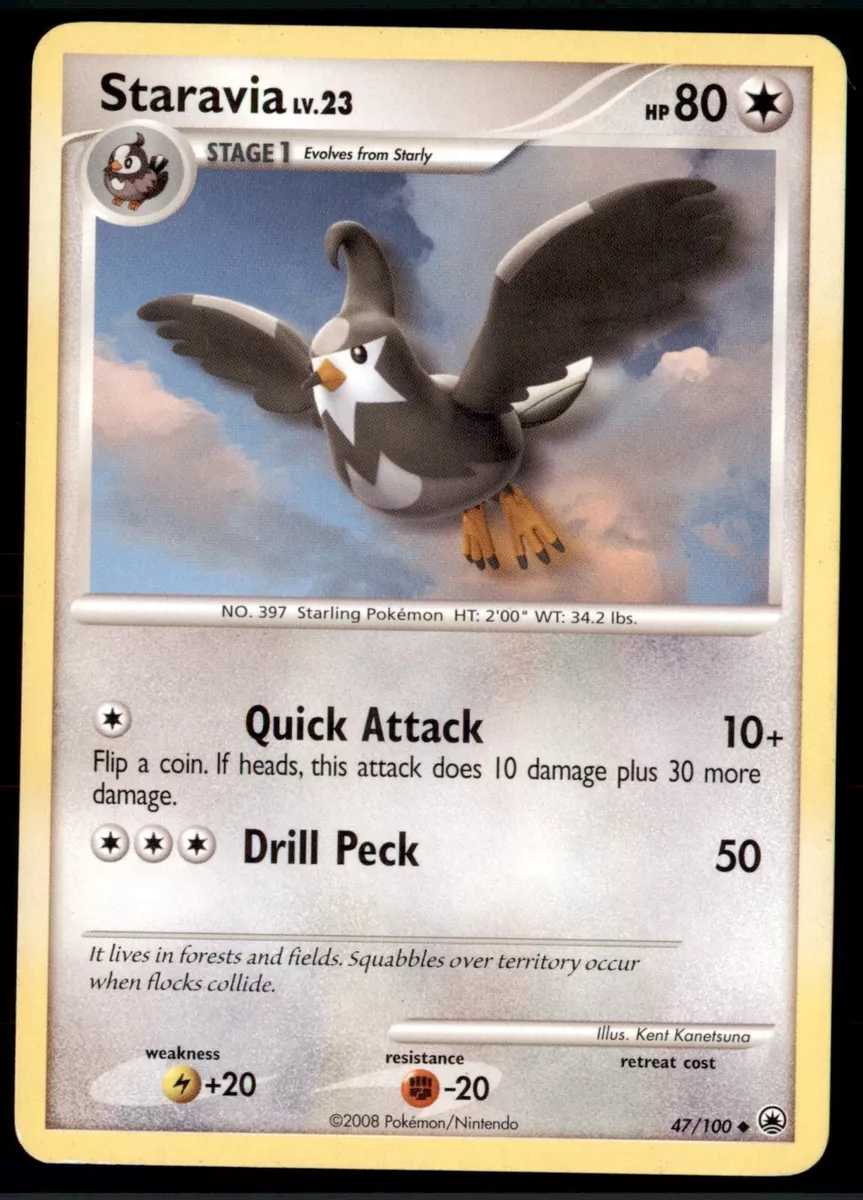 Staravia LV.23
HP 80
STAGE 1 Evolves from Starly
NO. 397 Starling Pokémon HT: 2'00" WT: 34.2 lbs.
Quick Attack 10+
Flip a coin. If heads, this attack does 10 damage plus 30 more
damage.
Drill Peck 50
It lives in forests and fields. Squabbles over territory occur
when flocks collide.
Illus. Kent Kanetsuna
weakness resistance retreat cost
+20 -20
©2008 Pokémon/Nintendo 47/100